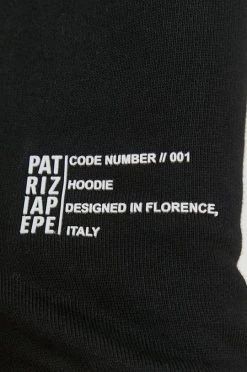 PAT CODE NUMBER // 001
RIZ HOODIE
IAP DESIGNED IN FLORENCE,
EPE ITALY